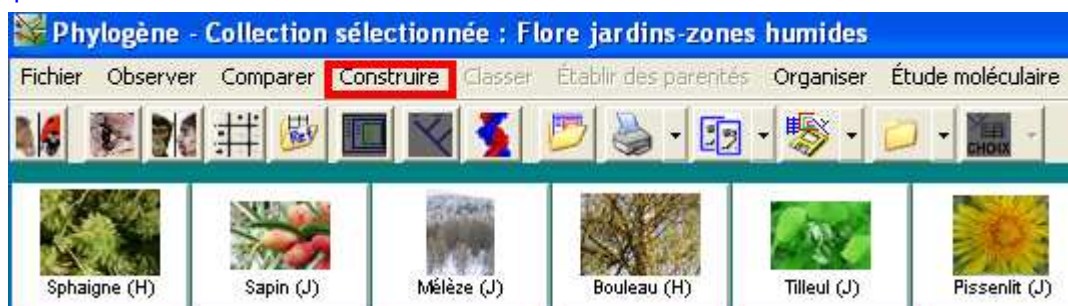 Phylogène - Collection sélectionnée : Flore jardins-zones humides
Fichier Observer Comparer Construire Classer Établir des parentés Organiser Étude moléculaire
CHOIX
Sphaigne (H) Sapin (J) Mélèze (J) Bouleau (H) Tilleul (J) Pissenlit (J)